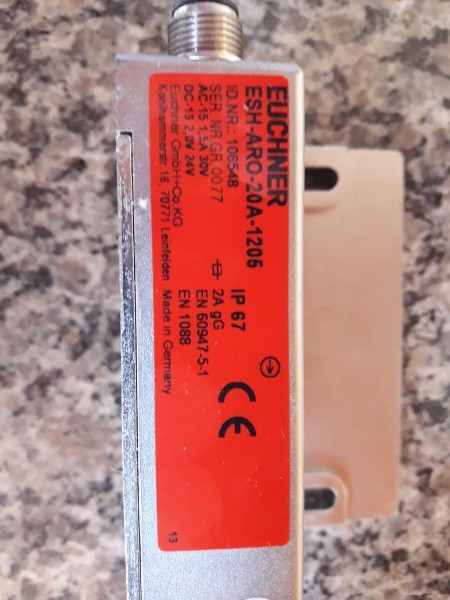 EUCHNER
ESH-ARO-20A-1205
ID.NR.: 106548
SER. NR.GR.0077
AC-15 1,5A 30V
DC-13 2,0V 24V
Euchner GmbH+Co.KG
Kohlhammerstr 16, 70771 Leinfelden Made in Germany
IP 67
2A gG
EN 60947-5-1
EN 1088
CE
13